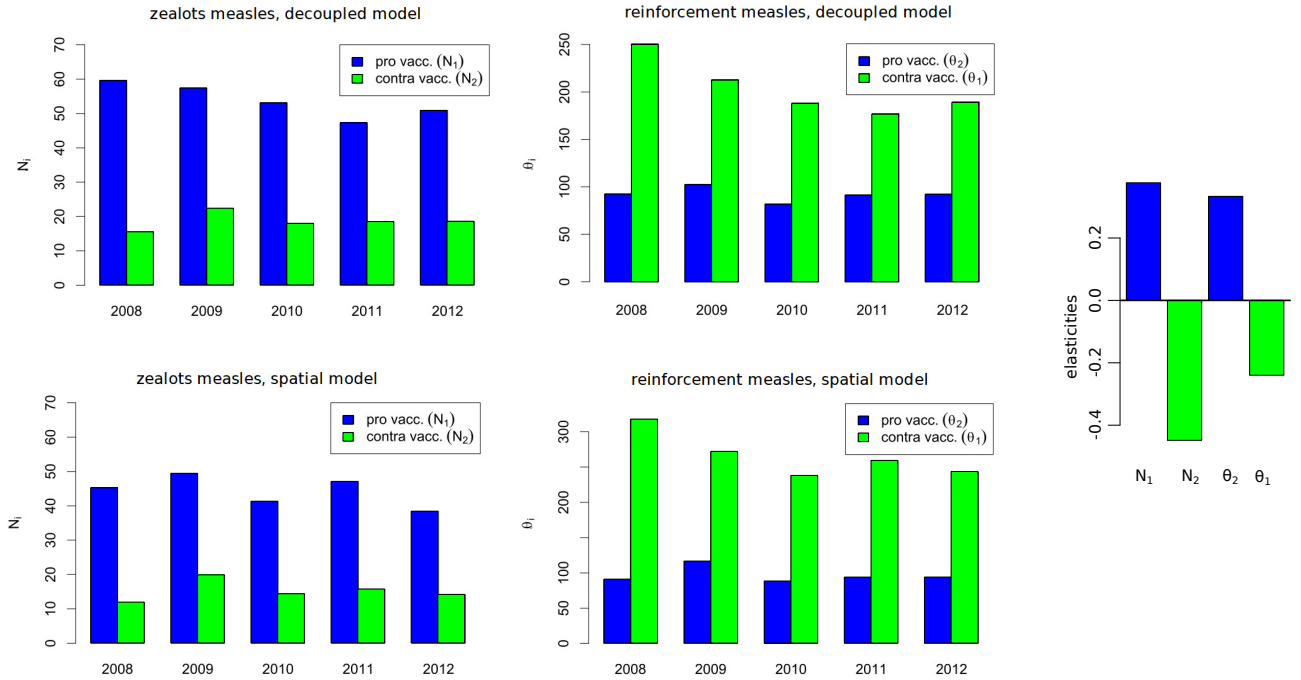 zealots measles, decoupled model
70
60
50
40
30
20
10
0
N₁
pro vacc. (N₁)
contra vacc. (N₂)
2008 2009 2010 2011 2012
reinforcement measles, decoupled model
250
200
150
100
50
0
θᵢ
pro vacc. (θ₂)
contra vacc. (θ₁)
2008 2009 2010 2011 2012
zealots measles, spatial model
70
60
50
40
30
20
10
0
Nᵢ
pro vacc. (N₁)
contra vacc. (N₂)
2008 2009 2010 2011 2012
reinforcement measles, spatial model
300
200
100
50
0
θᵢ
pro vacc. (θ₂)
contra vacc. (θ₁)
2008 2009 2010 2011 2012
0.2
0.0
-0.2
-0.4
elasticities
N₁ N₂ θ₂ θ₁